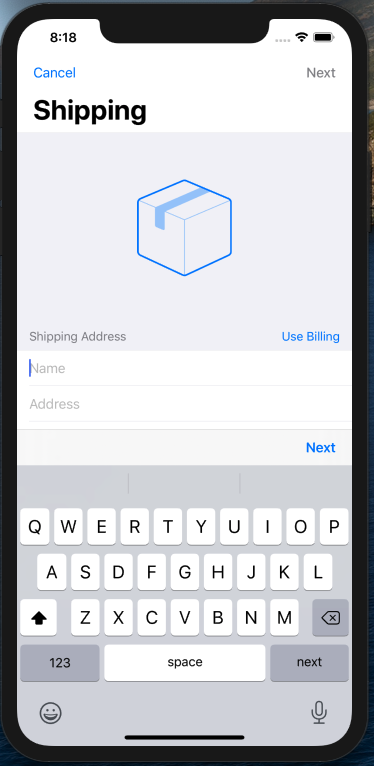 8:18
Cancel Next
Shipping
Shipping Address Use Billing
Name
Address
Next
Q W E R T Y U I O P
A S D F G H J K L
Z X C V B N M
123 space next